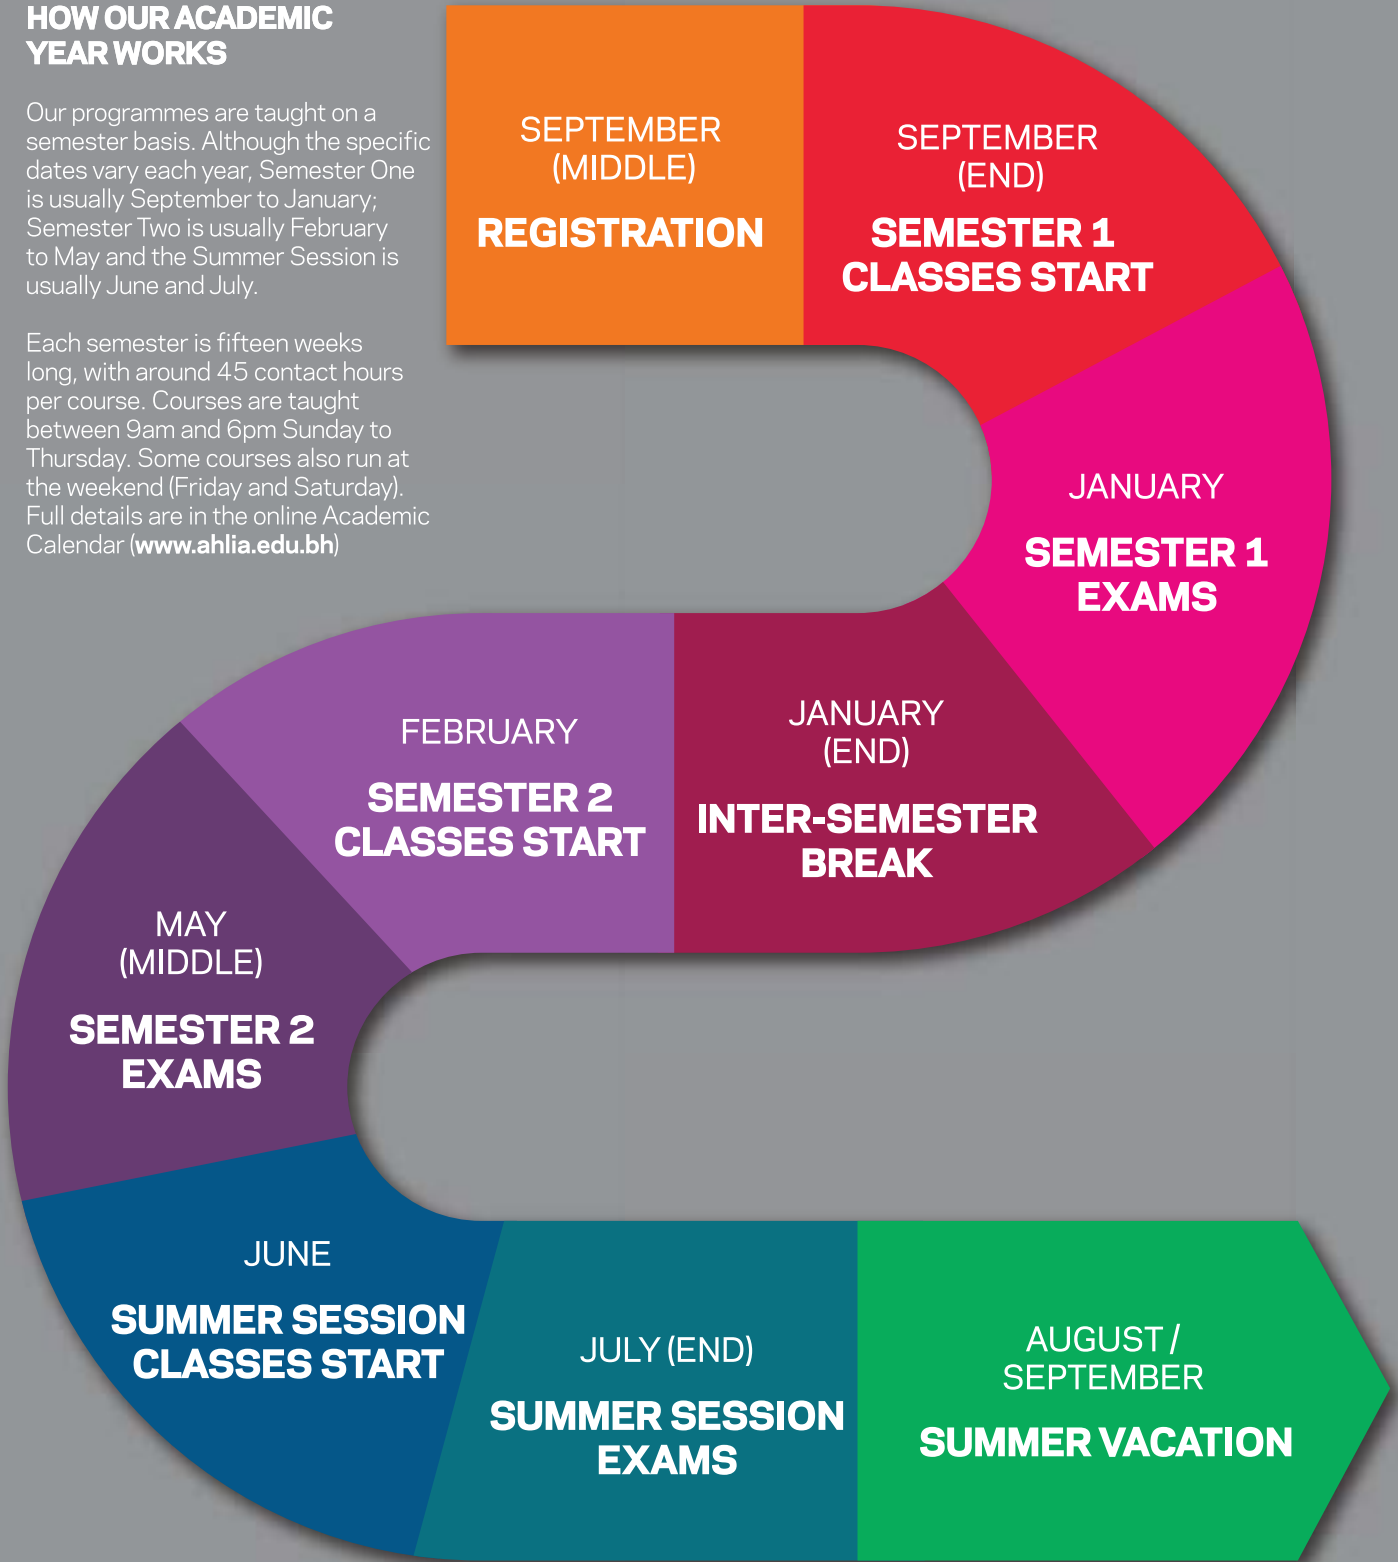 HOW OUR ACADEMIC
YEAR WORKS
Our programmes are taught on a
semester basis. Although the specific
dates vary each year, Semester One
is usually September to January;
Semester Two is usually February
to May and the Summer Session is
usually June and July.
Each semester is fifteen weeks
long, with around 45 contact hours
per course. Courses are taught
between 9am and 6pm Sunday to
Thursday. Some courses also run at
the weekend (Friday and Saturday).
Full details are in the online Academic
Calendar (www.ahlia.edu.bh)
SEPTEMBER
(MIDDLE)
REGISTRATION
SEPTEMBER
(END)
SEMESTER 1
CLASSES START
JANUARY
SEMESTER 1
EXAMS
JANUARY
(END)
INTER-SEMESTER
BREAK
FEBRUARY
SEMESTER 2
CLASSES START
MAY
(MIDDLE)
SEMESTER 2
EXAMS
JUNE
SUMMER SESSION
CLASSES START
JULY (END)
SUMMER SESSION
EXAMS
AUGUST /
SEPTEMBER
SUMMER VACATION